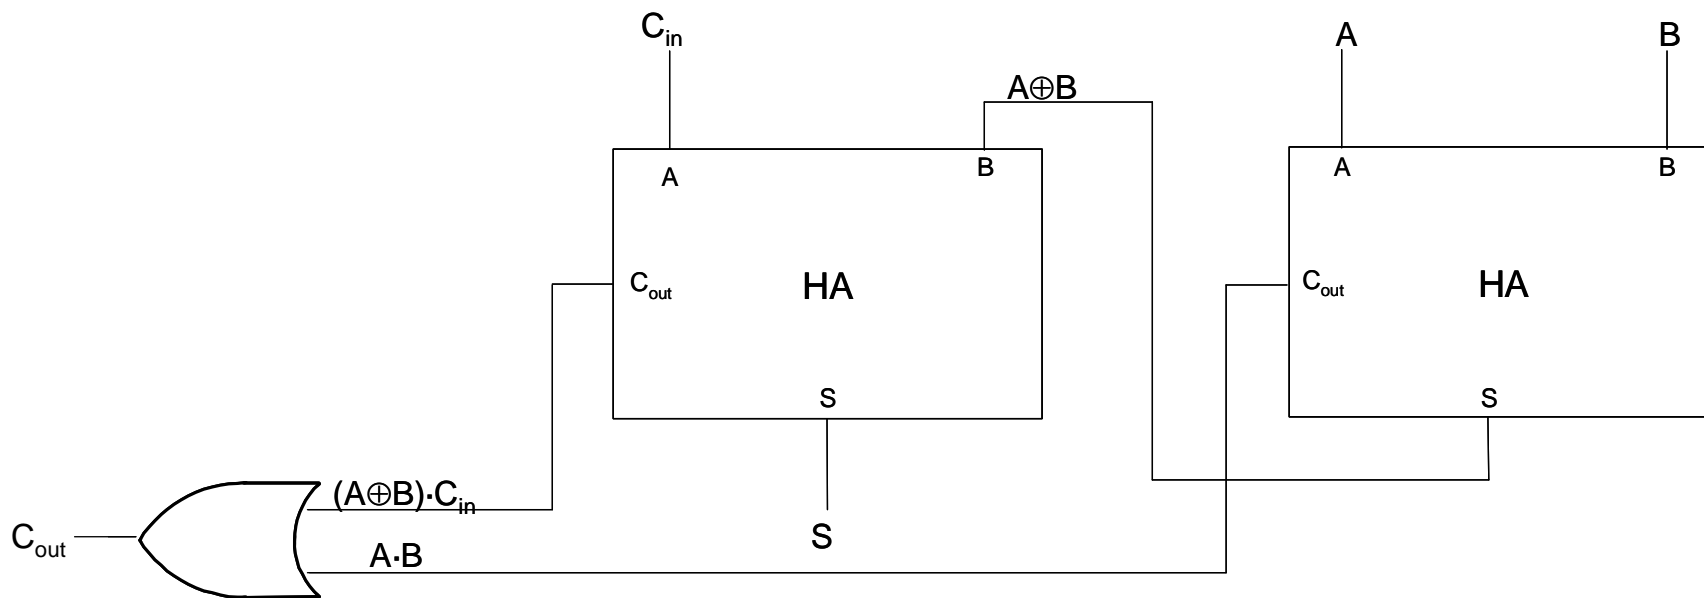 C_in
A
B
A⊕B
A
B
A
B
C_out
HA
C_out
HA
S
S
(A⊕B)·C_in
S
C_out
A·B